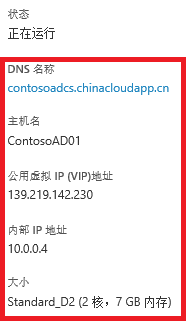 状态
正在运行
DNS 名称
contosoadcs.chinacloudapp.cn
主机名
ContosoAD01
公用虚拟 IP (VIP)地址
139.219.142.230
内部 IP 地址
10.0.0.4
大小
Standard_D2 (2 核，7 GB 内存)